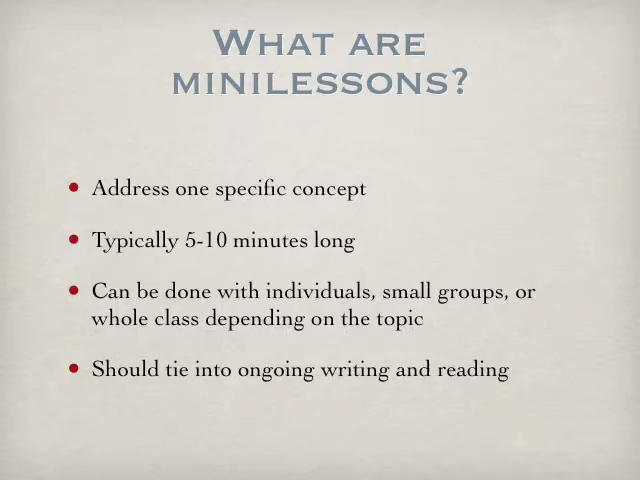 What are
minilessons?
• Address one specific concept
• Typically 5-10 minutes long
• Can be done with individuals, small groups, or
whole class depending on the topic
• Should tie into ongoing writing and reading